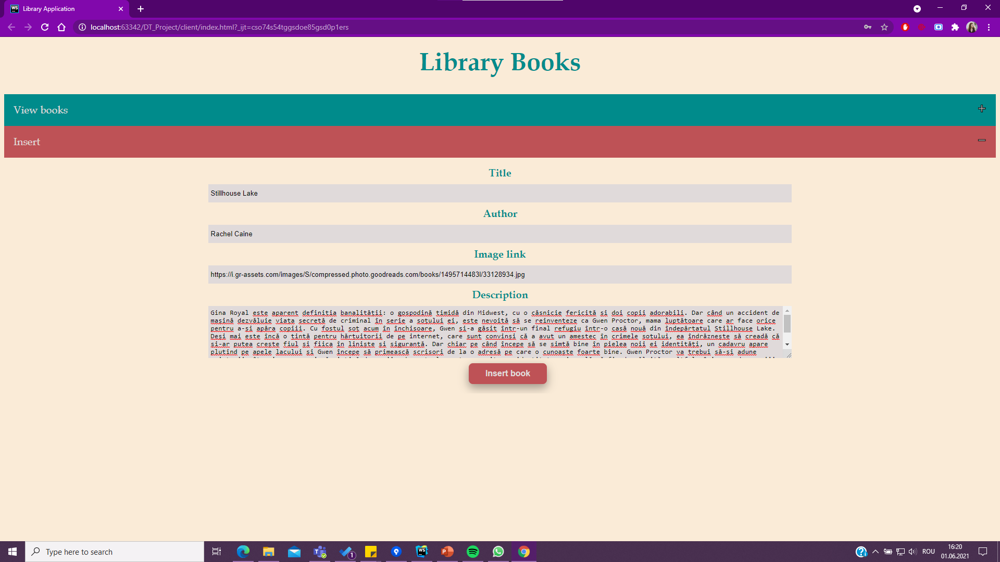 Library Application
localhost:63342/DT_Project/client/index.html?_ijt=cso74s54tggsdoe85gsd0p1ers
Library Books
View books
Insert
Title
Stillhouse Lake
Author
Rachel Caine
Image link
https://i.gr-assets.com/images/S/compressed.photo.goodreads.com/books/1495714483l/33128934.jpg
Description
Gina Royal este aparent definitia banalității: o gospodină timidă din Midwest, cu o căsnicie fericită si doi copii adorabili. Dar când un accident de
masină dezvăluie viata secretă de criminal în serie a sotului ei, este nevoită să se reinventeze ca Gwen Proctor, mama luptătoare care ar face orice
pentru a-si apăra copiii. Cu fostul sot acum în închisoare, Gwen si-a găsit într-un final refugiu într-o casă nouă din îndepărtatul Stillhouse Lake.
Desi mai este încă o tintă pentru hărtuitorii de pe internet, care sunt convinsi că a avut un amestec în crimele sotului, ea îndrăzneste să creadă că
si-ar putea creste fiul si fiica în liniste si sigurantă. Dar chiar pe când începe să se simtă bine în pielea noii ei identităti, un cadavru apare
plutind pe apele lacului si Gwen începe să primească scrisori de la o adresă pe care o cunoaste foarte bine. Gwen Proctor va trebui să-si adune
Insert book
Type here to search
1
ROU
16:20
01.06.2021